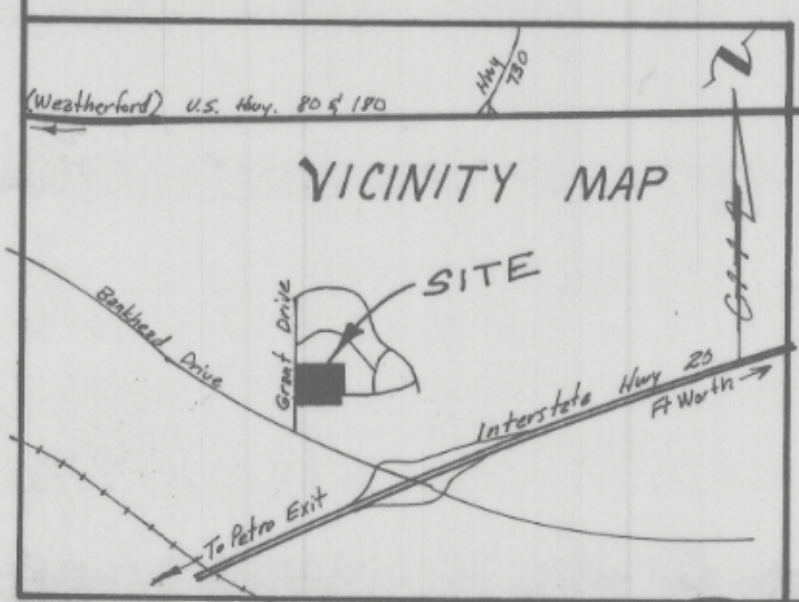 Hwy
730
(Weatherford) U.S. Hwy. 80 & 180
VICINITY MAP
SITE
Bankhead Drive
Grant Drive
Interstate Hwy 20
Ft Worth
To Petro Exit